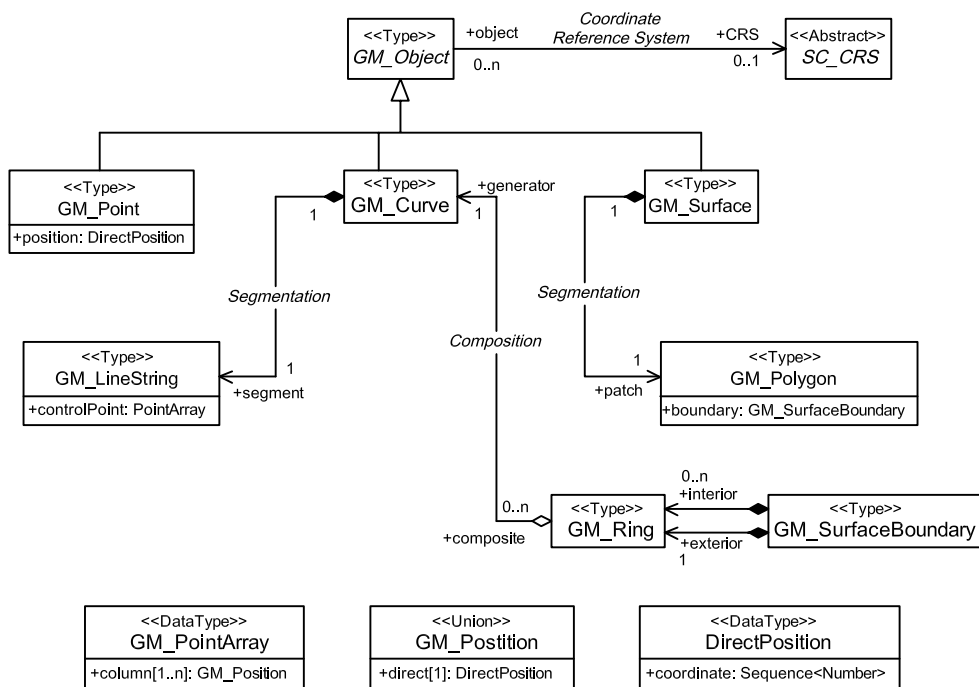 <<Type>>
GM_Object
+object
0..n
Coordinate
Reference System
+CRS
0..1
<<Abstract>>
SC_CRS
<<Type>>
GM_Point
+position: DirectPosition
<<Type>>
GM_Curve
1
+generator
1
<<Type>>
GM_Surface
1
Segmentation
Segmentation
Composition
<<Type>>
GM_LineString
+controlPoint: PointArray
1
+segment
1
+patch
<<Type>>
GM_Polygon
+boundary: GM_SurfaceBoundary
0..n
+composite
<<Type>>
GM_Ring
0..n
+interior
+exterior
1
<<Type>>
GM_SurfaceBoundary
<<DataType>>
GM_PointArray
+column[1..n]: GM_Position
<<Union>>
GM_Postition
+direct[1]: DirectPosition
<<DataType>>
DirectPosition
+coordinate: Sequence<Number>